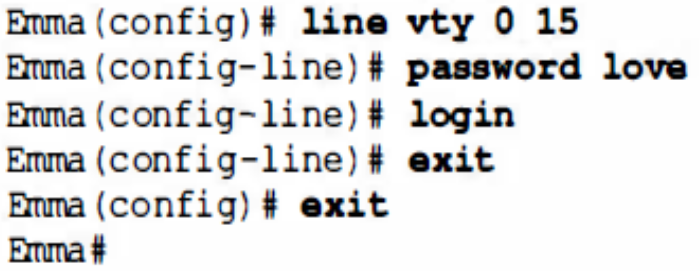 Emma(config)# line vty 0 15
Emma(config-line)# password love
Emma(config-line)# login
Emma(config-line)# exit
Emma(config)# exit
Emma#